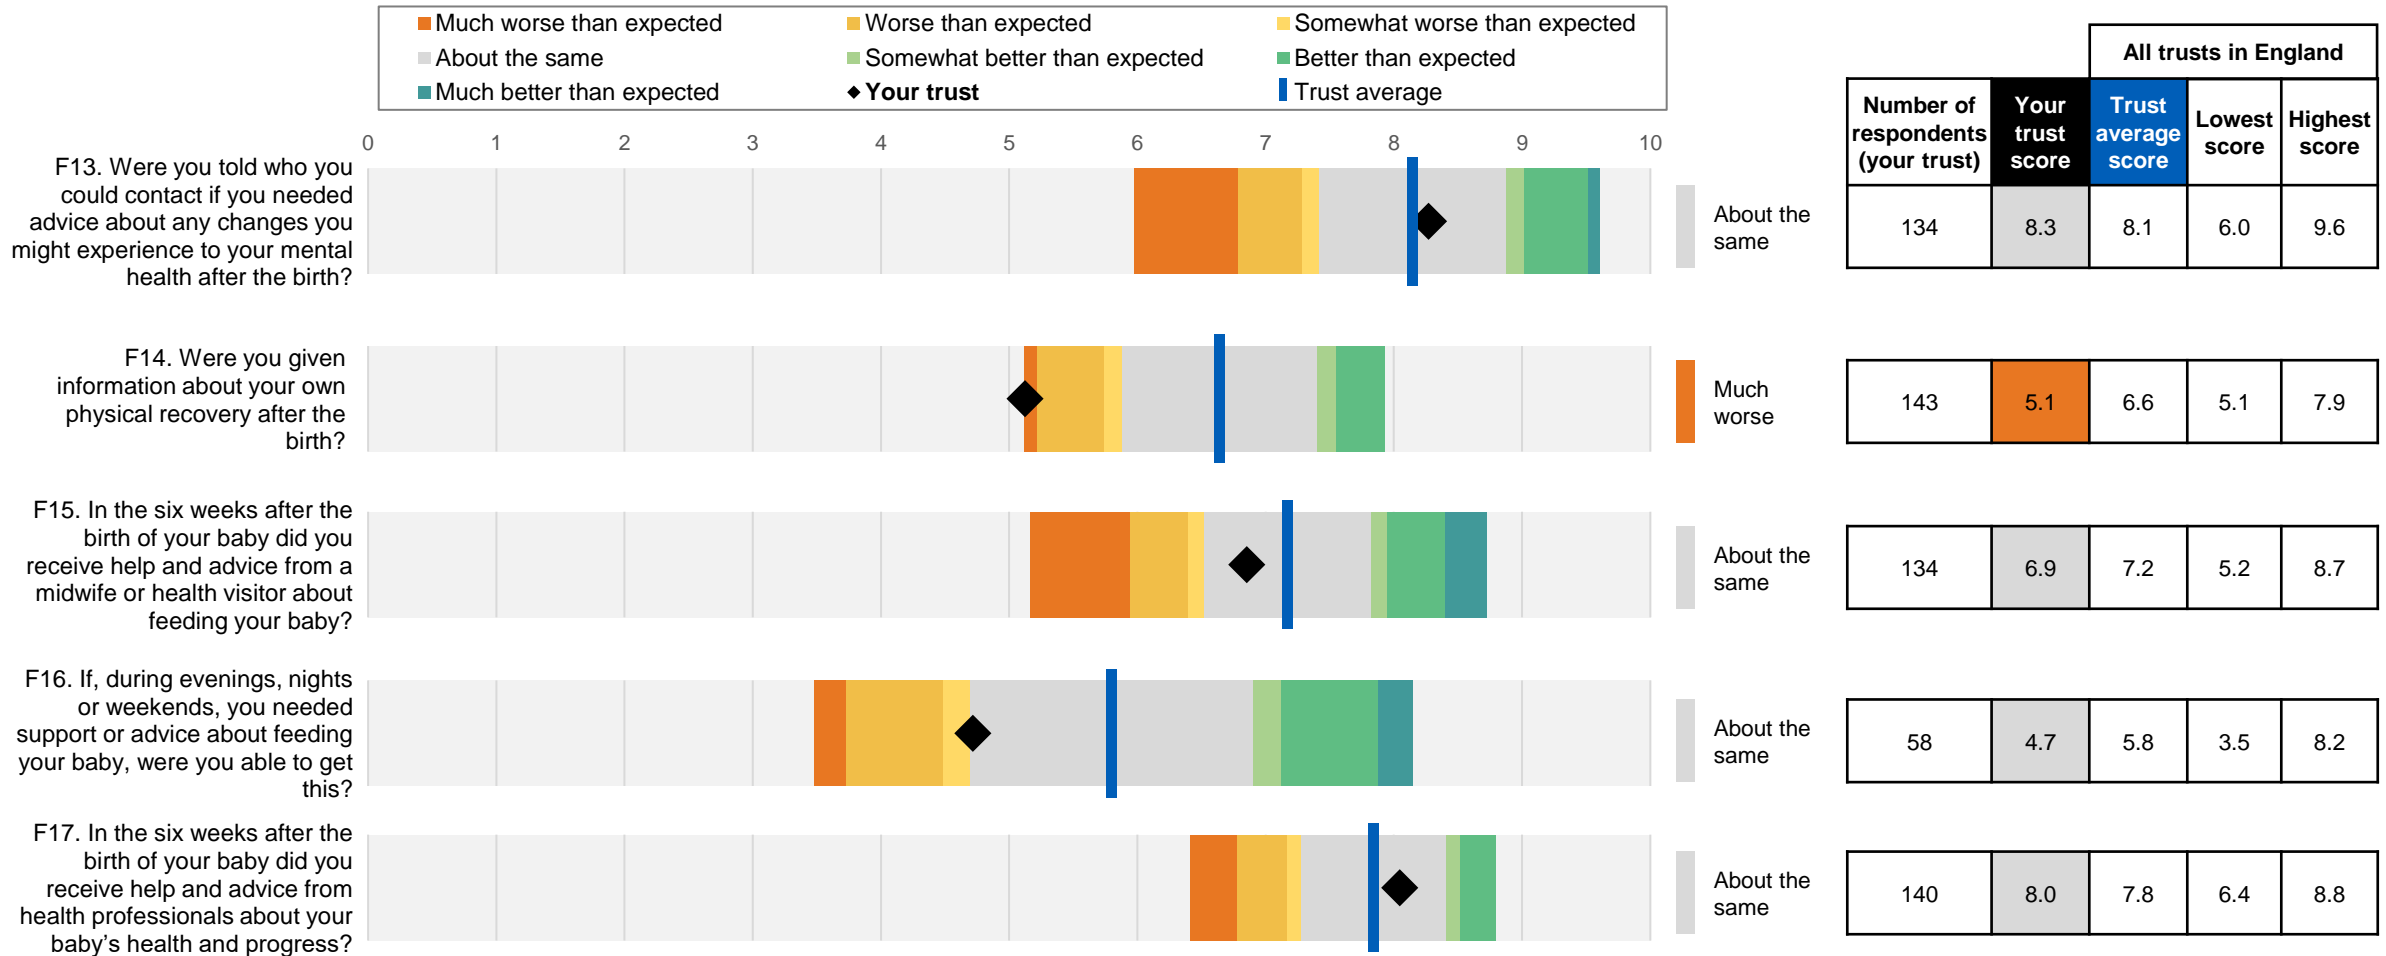 Much worse than expected
Worse than expected
Somewhat worse than expected
About the same
Somewhat better than expected
Better than expected
Much better than expected
Your trust
Trust average
All trusts in England
Number of
respondents
(your trust)
Your
trust
score
Trust
average
score
Lowest
score
Highest
score
0 1 2 3 4 5 6 7 8 9 10
F13. Were you told who you
could contact if you needed
advice about any changes you
might experience to your mental
health after the birth?
About the
same
134 8.3 8.1 6.0 9.6
F14. Were you given
information about your own
physical recovery after the
birth?
Much
worse
143 5.1 6.6 5.1 7.9
F15. In the six weeks after the
birth of your baby did you
receive help and advice from a
midwife or health visitor about
feeding your baby?
About the
same
134 6.9 7.2 5.2 8.7
F16. If, during evenings, nights
or weekends, you needed
support or advice about feeding
your baby, were you able to get
this?
About the
same
58 4.7 5.8 3.5 8.2
F17. In the six weeks after the
birth of your baby did you
receive help and advice from
health professionals about your
baby’s health and progress?
About the
same
140 8.0 7.8 6.4 8.8